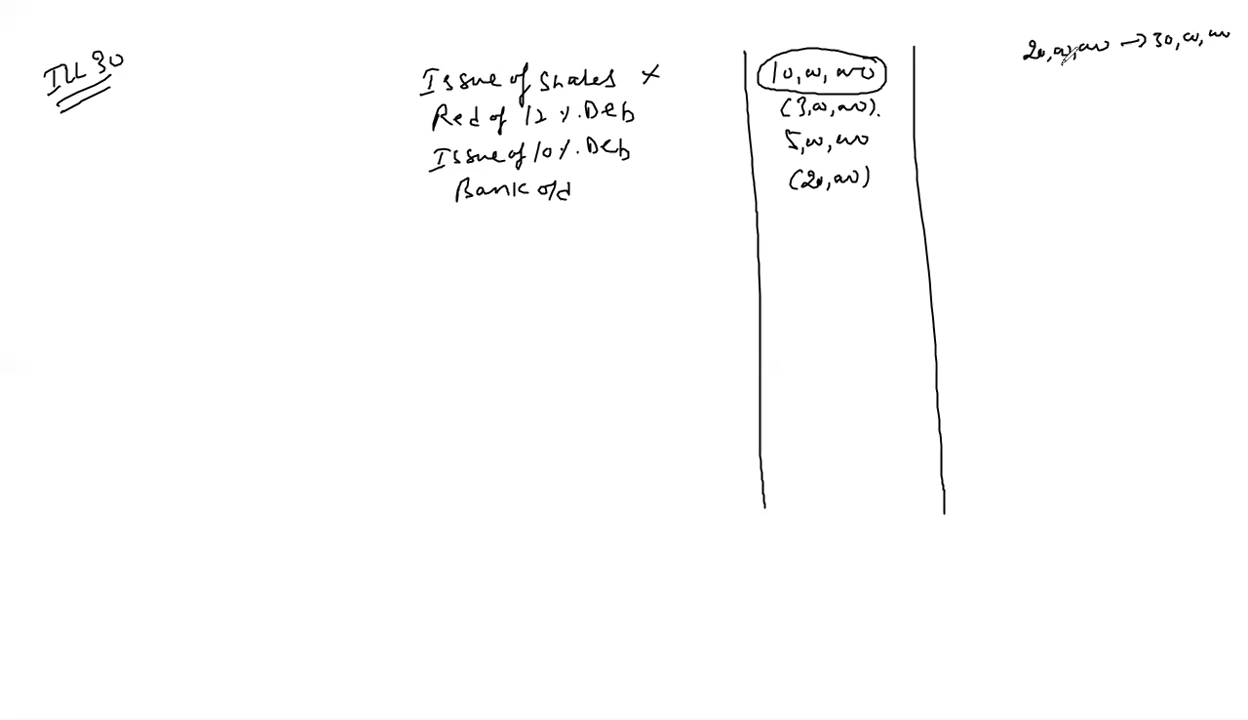 ILL 30
20,00,000 → 30,00,000
Issue of Shares × 10,00,000
Red of 12 %. Deb (3,00,000).
Issue of 10 %. Deb 5,00,000
Bank o/d (20,000)